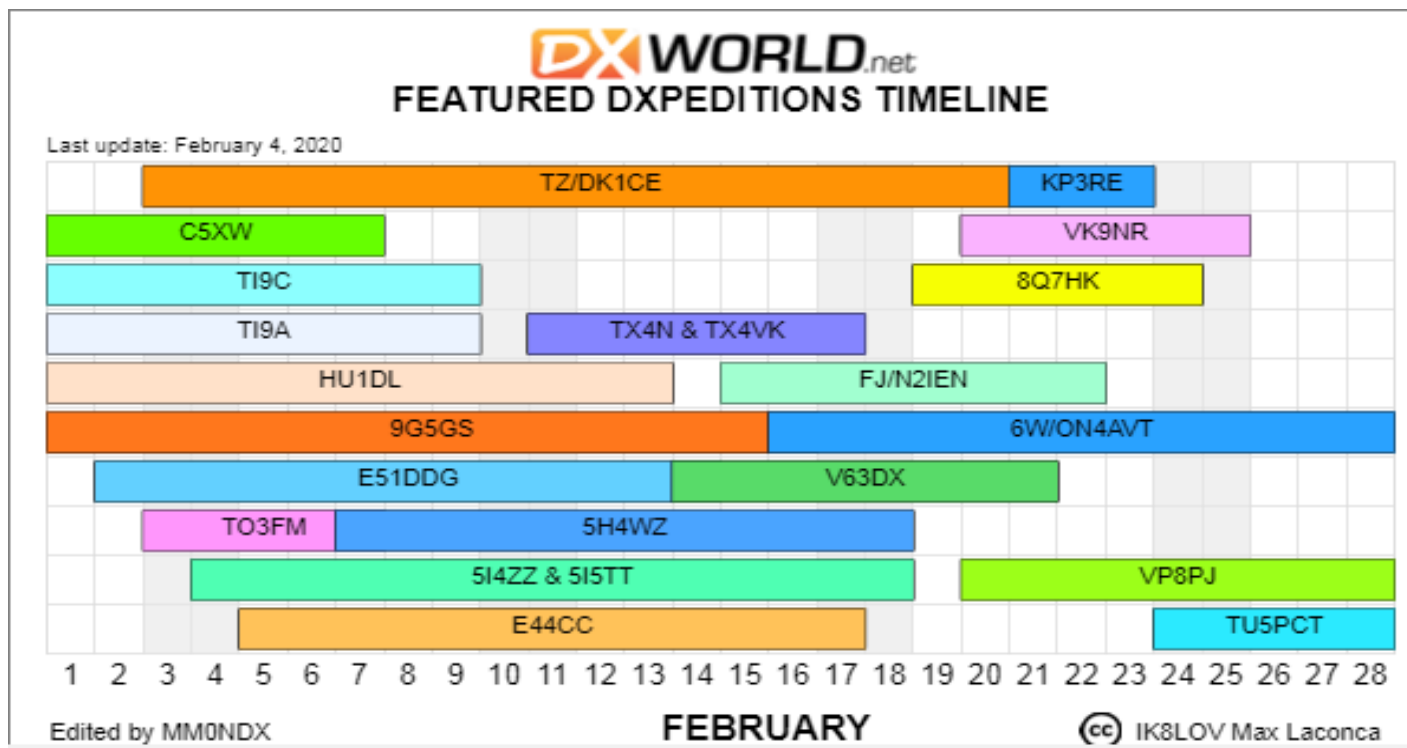 DX WORLD.net
FEATURED DXPEDITIONS TIMELINE
Last update: February 4, 2020
TZ/DK1CE KP3RE
C5XW VK9NR
TI9C 8Q7HK
TI9A TX4N & TX4VK
HU1DL FJ/N2IEN
9G5GS 6W/ON4AVT
E51DDG V63DX
TO3FM 5H4WZ
5I4ZZ & 5I5TT VP8PJ
E44CC TU5PCT
1 2 3 4 5 6 7 8 9 10 11 12 13 14 15 16 17 18 19 20 21 22 23 24 25 26 27 28
Edited by MM0NDX FEBRUARY cc IK8LOV Max Laconca